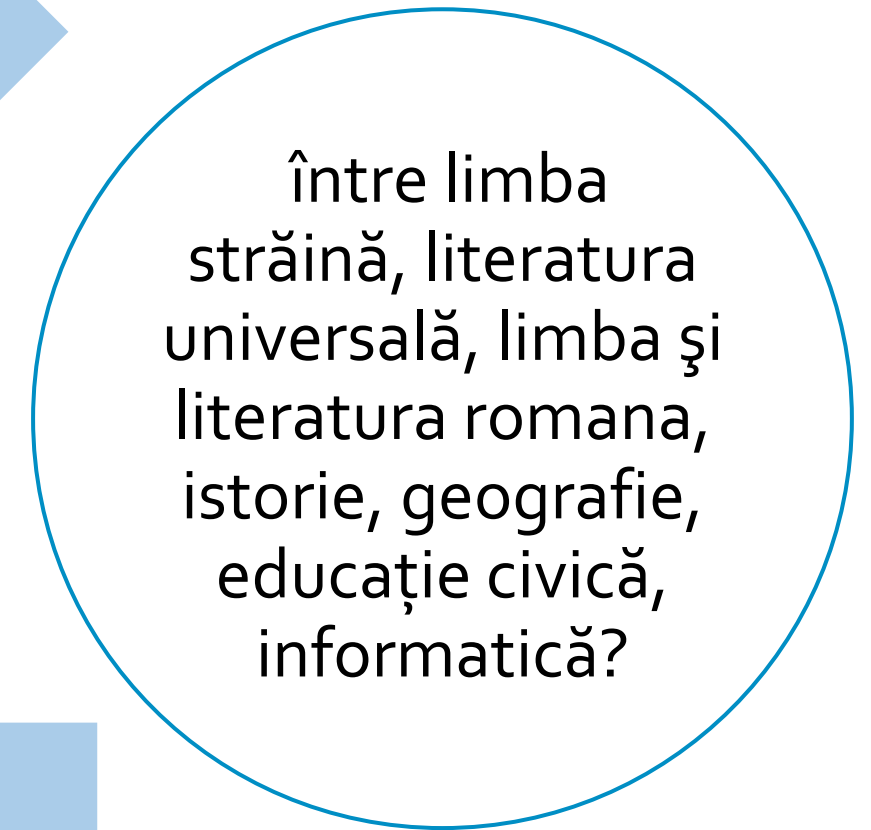 între limba
străină, literatura
universală, limba şi
literatura romana,
istorie, geografie,
educație civică,
informatică?